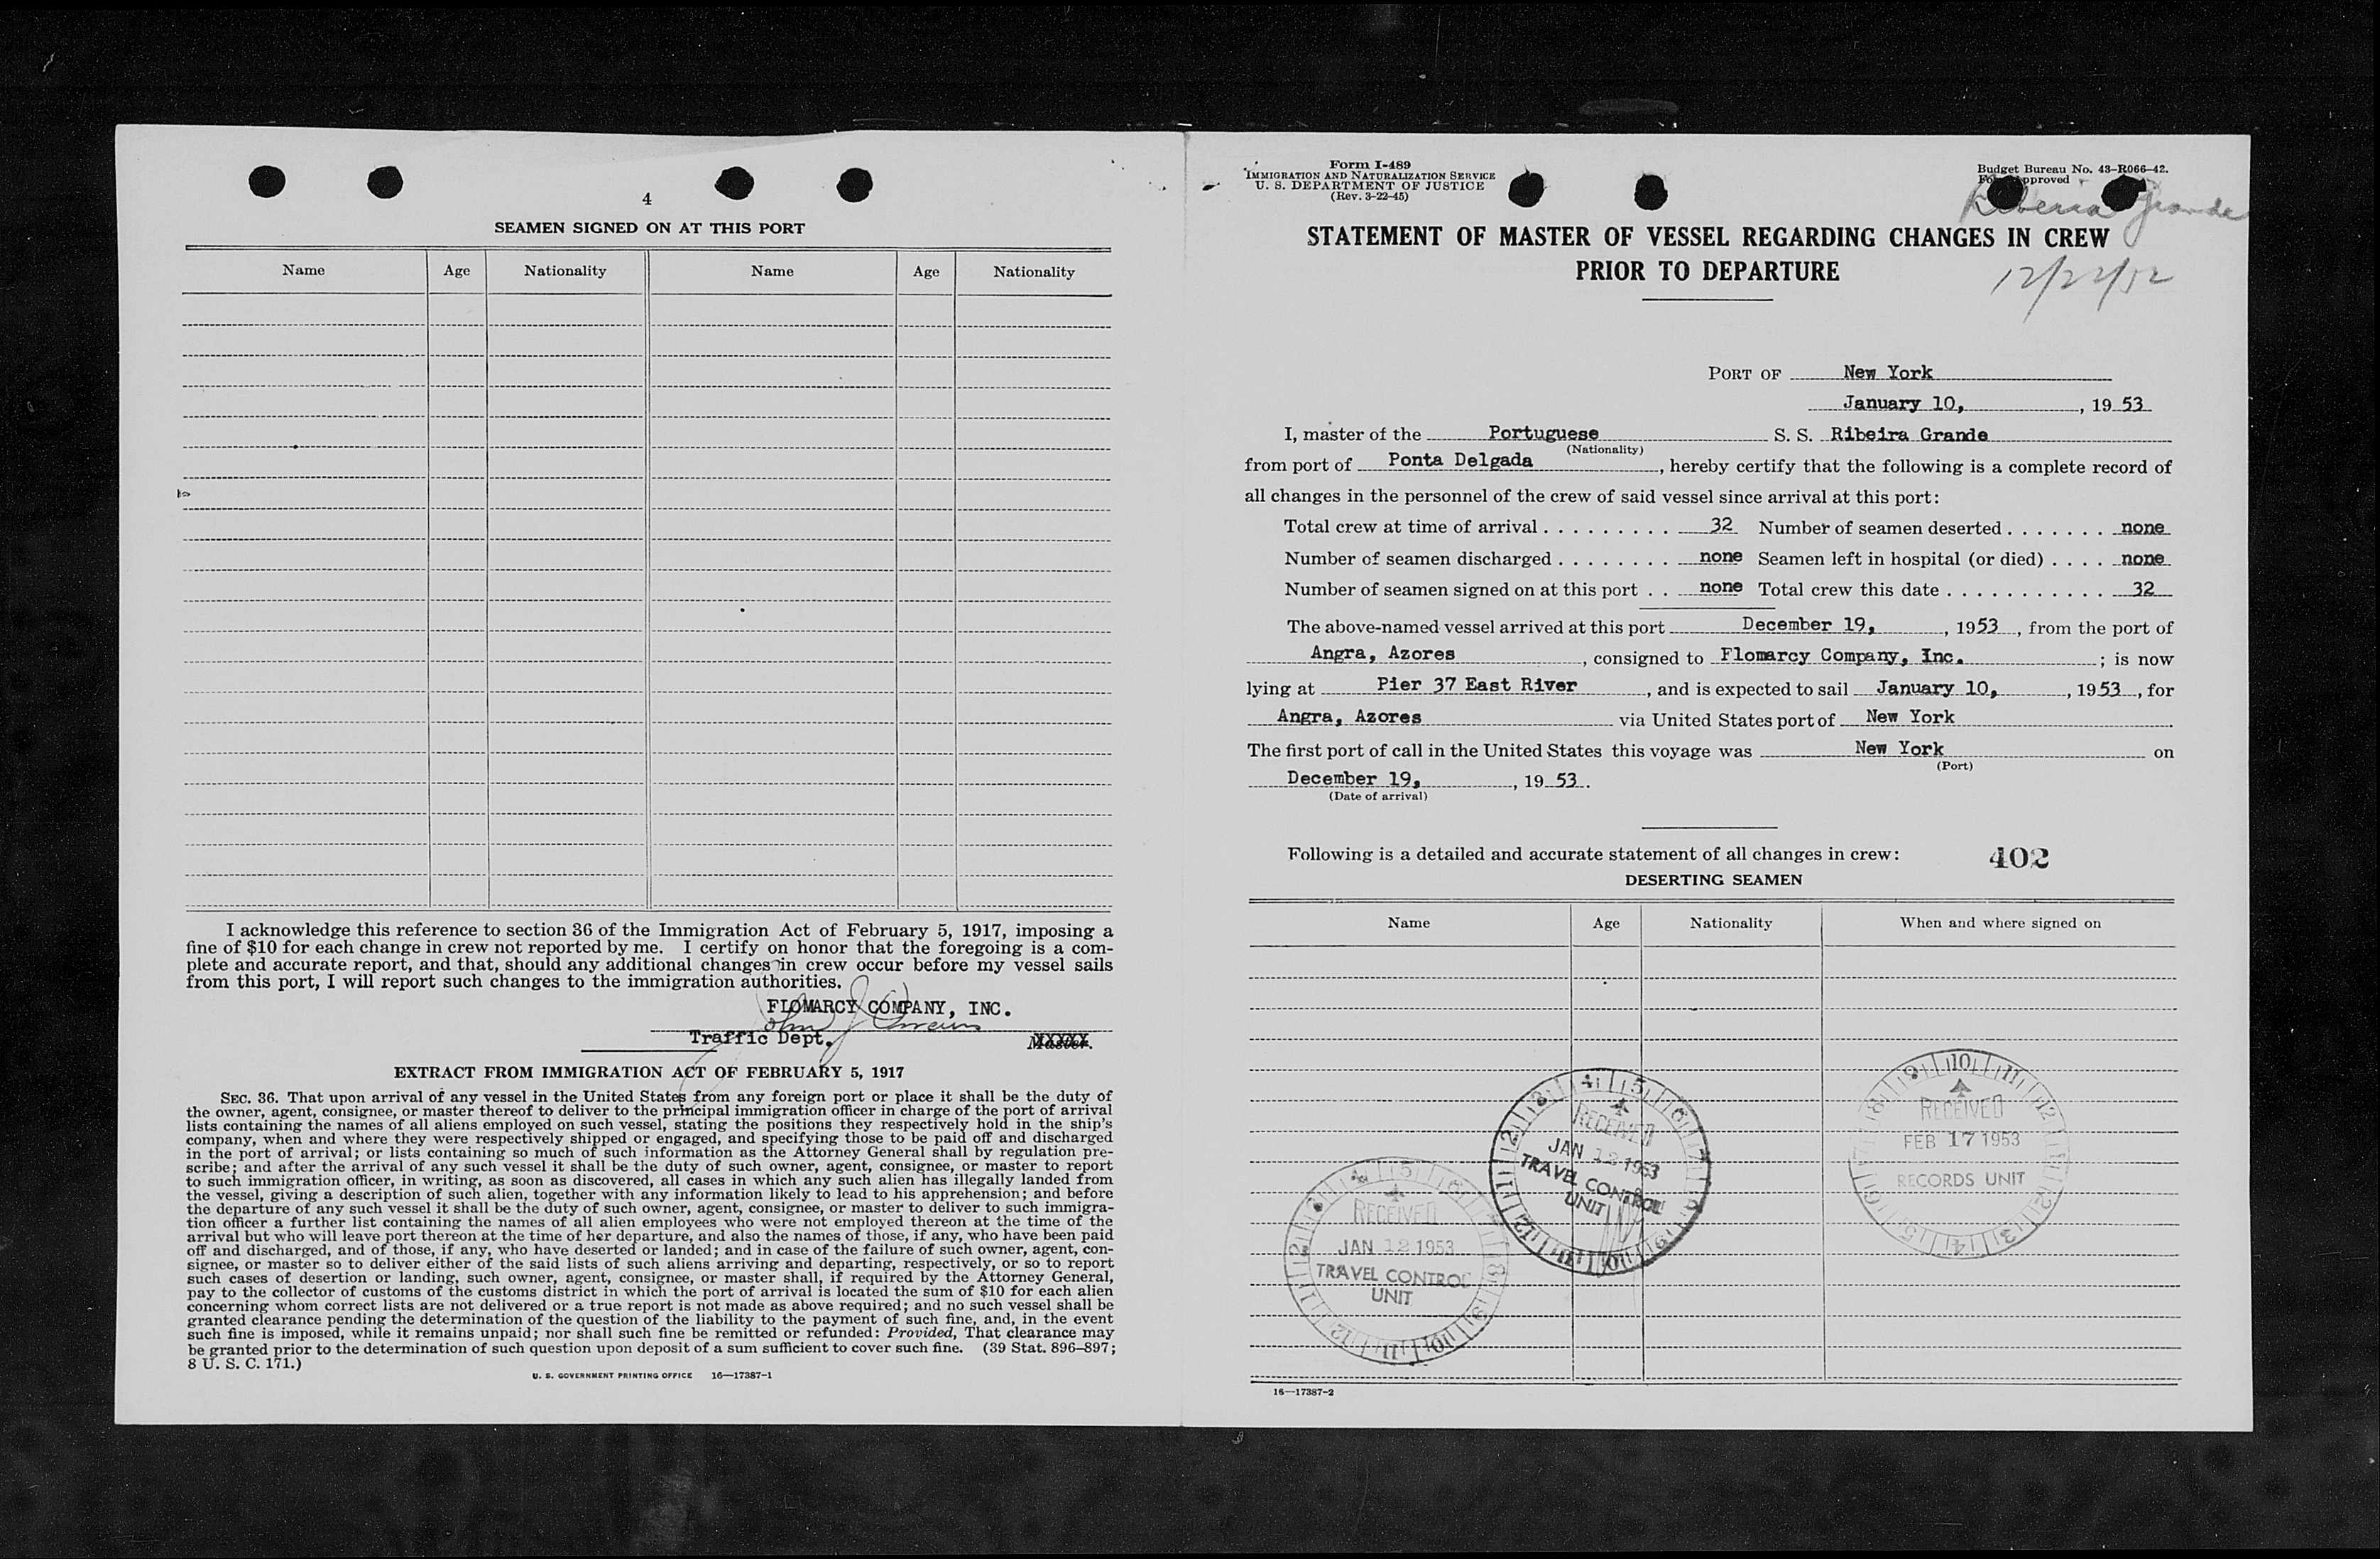 4
SEAMEN SIGNED ON AT THIS PORT
Name Age Nationality Name Age Nationality
I acknowledge this reference to section 36 of the Immigration Act of February 5, 1917, imposing a
fine of $10 for each change in crew not reported by me. I certify on honor that the foregoing is a com-
plete and accurate report, and that, should any additional changes in crew occur before my vessel sails
from this port, I will report such changes to the immigration authorities.
FLOMARCY COMPANY, INC.
John J
Traffic Dept. Master.
EXTRACT FROM IMMIGRATION ACT OF FEBRUARY 5, 1917
SEC. 36. That upon arrival of any vessel in the United States from any foreign port or place it shall be the duty of
the owner, agent, consignee, or master thereof to deliver to the principal immigration officer in charge of the port of arrival
lists containing the names of all aliens employed on such vessel, stating the positions they respectively hold in the ship's
company, when and where they were respectively shipped or engaged, and specifying those to be paid off and discharged
in the port of arrival; or lists containing so much of such information as the Attorney General shall by regulation pre-
scribe; and after the arrival of any such vessel it shall be the duty of such owner, agent, consignee, or master to report
to such immigration officer, in writing, as soon as discovered, all cases in which any such alien has illegally landed from
the vessel, giving a description of such alien, together with any information likely to lead to his apprehension; and before
the departure of any such vessel it shall be the duty of such owner, agent, consignee, or master to deliver to such immigra-
tion officer a further list containing the names of all alien employees who were not employed thereon at the time of the
arrival but who will leave port thereon at the time of her departure, and also the names of those, if any, who have been paid
off and discharged, and of those, if any, who have deserted or landed; and in case of the failure of such owner, agent, con-
signee, or master so to deliver either of the said lists of such aliens arriving and departing, respectively, or so to report
such cases of desertion or landing, such owner, agent, consignee, or master shall, if required by the Attorney General,
pay to the collector of customs of the customs district in which the port of arrival is located the sum of $10 for each alien
concerning whom correct lists are not delivered or a true report is not made as above required; and no such vessel shall be
granted clearance pending the determination of the question of the liability to the payment of such fine, and, in the event
such fine is imposed, while it remains unpaid; nor shall such fine be remitted or refunded: Provided, That clearance may
be granted prior to the determination of such question upon deposit of a sum sufficient to cover such fine. (39 Stat. 896–897;
8 U. S. C. 171.)
U. S. GOVERNMENT PRINTING OFFICE 16—17387-1
Form I-489
IMMIGRATION AND NATURALIZATION SERVICE
U. S. DEPARTMENT OF JUSTICE
(Rev. 3-22-45)
Budget Bureau No. 43–R066–42.
approved
Grande
STATEMENT OF MASTER OF VESSEL REGARDING CHANGES IN CREW
PRIOR TO DEPARTURE
12/22/52
PORT OF New York
January 10, , 19 53
I, master of the Portuguese S. S. Ribeira Grande
(Nationality)
from port of Ponta Delgada , hereby certify that the following is a complete record of
all changes in the personnel of the crew of said vessel since arrival at this port:
Total crew at time of arrival . . . . . . . . . 32 Number of seamen deserted . . . . . . . none
Number of seamen discharged . . . . . . . . none Seamen left in hospital (or died) . . . . none
Number of seamen signed on at this port . . none Total crew this date . . . . . . . . . . . 32
The above-named vessel arrived at this port December 19, , 1953 , from the port of
Angra, Azores , consigned to Flomarcy Company, Inc. ; is now
lying at Pier 37 East River , and is expected to sail January 10, , 1953 , for
Angra, Azores via United States port of New York
The first port of call in the United States this voyage was New York on
(Port)
December 19, , 19 53 .
(Date of arrival)
Following is a detailed and accurate statement of all changes in crew: 402
DESERTING SEAMEN
Name Age Nationality When and where signed on
RECEIVED
JAN 12 1953
TRAVEL CONTROL
UNIT
RECEIVED
JAN 12 1953
TRAVEL CONTROL
UNIT
RECEIVED
FEB 17 1953
RECORDS UNIT
16—17387-2